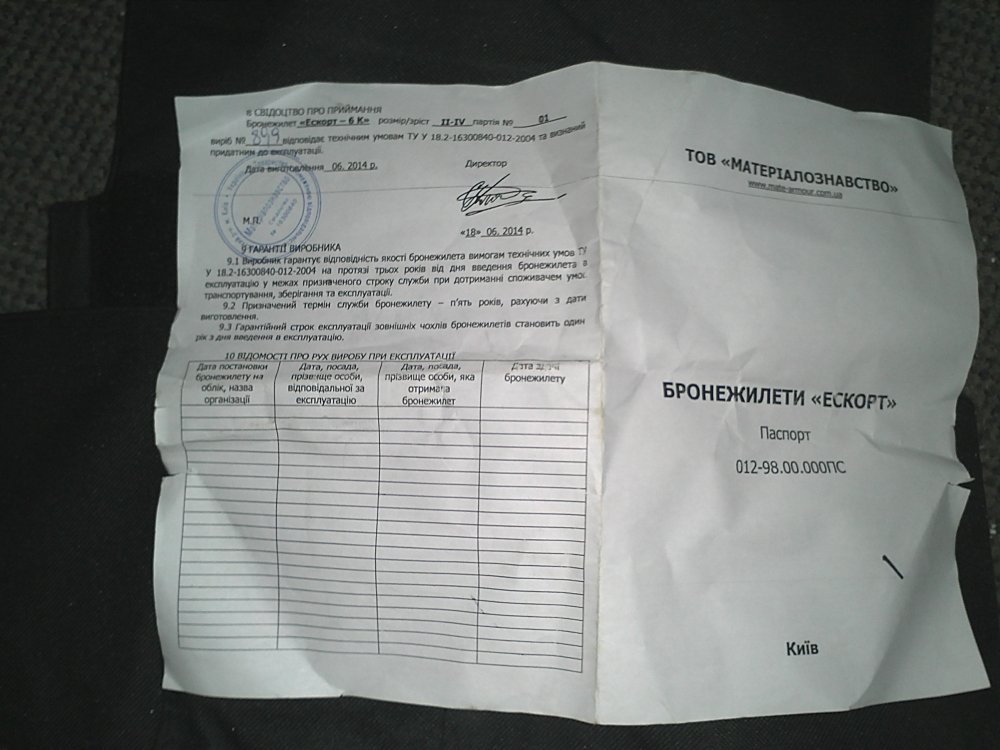 8 СВІДОЦТВО ПРО ПРИЙМАННЯ
Бронежилет «Ескорт – 6 К» розмір/зріст II-IV партія № 01
виріб № 899 відповідає технічним умовам ТУ У 18.2-16300840-012-2004 та визнаний
придатним до експлуатації.
Дата виготовлення 06. 2014 р. Директор
М.П.
«18» 06. 2014 р.
9 ГАРАНТІЇ ВИРОБНИКА
9.1 Виробник гарантує відповідність якості бронежилета вимогам технічних умов ТУ
У 18.2-16300840-012-2004 на протязі трьох років від дня введення бронежилета в
експлуатацію у межах призначеного строку служби при дотриманні споживачем умов
транспортування, зберігання та експлуатації.
9.2 Призначений термін служби бронежилету – п'ять років, рахуючи з дати
виготовлення.
9.3 Гарантійний строк експлуатації зовнішніх чохлів бронежилетів становить один
рік з дня введення в експлуатацію.
10 ВІДОМОСТІ ПРО РУХ ВИРОБУ ПРИ ЕКСПЛУАТАЦІЇ
Дата постановки
бронежилету на
облік, назва
організації
Дата, посада,
прізвище особи,
відповідальної за
експлуатацію
Дата, посада,
прізвище особи, яка
отримала
бронежилет
Дата здачі
бронежилету
ТОВ «МАТЕРІАЛОЗНАВСТВО»
www.mate-armour.com.ua
БРОНЕЖИЛЕТИ «ЕСКОРТ»
Паспорт
012-98.00.000ПС
Київ